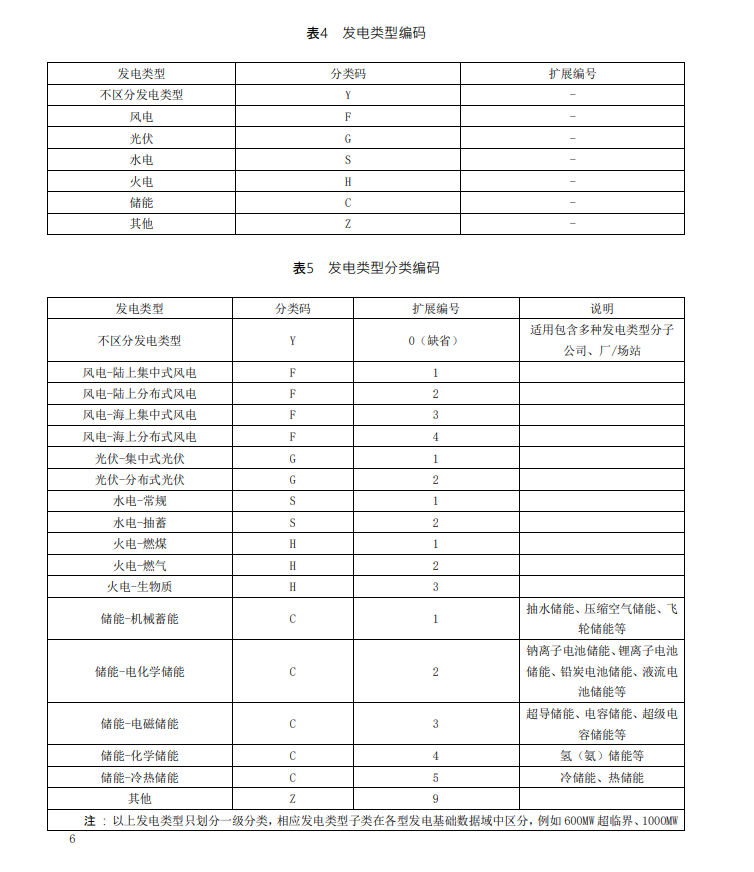 表4 发电类型编码
发电类型 分类码 扩展编号
不区分发电类型 Y -
风电 F -
光伏 G -
水电 S -
火电 H -
储能 C -
其他 Z -
表5 发电类型分类编码
发电类型 分类码 扩展编号 说明
不区分发电类型 Y 0（缺省） 适用包含多种发电类型分子
公司、厂/场站
风电-陆上集中式风电 F 1
风电-陆上分布式风电 F 2
风电-海上集中式风电 F 3
风电-海上分布式风电 F 4
光伏-集中式光伏 G 1
光伏-分布式光伏 G 2
水电-常规 S 1
水电-抽蓄 S 2
火电-燃煤 H 1
火电-燃气 H 2
火电-生物质 H 3
储能-机械蓄能 C 1 抽水储能、压缩空气储能、飞
轮储能等
储能-电化学储能 C 2 钠离子电池储能、锂离子电池
储能、铅炭电池储能、液流电
池储能等
储能-电磁储能 C 3 超导储能、电容储能、超级电
容储能等
储能-化学储能 C 4 氢（氨）储能等
储能-冷热储能 C 5 冷储能、热储能
其他 Z 9
注：以上发电类型只划分一级分类，相应发电类型子类在各型发电基础数据域中区分，例如600MW超临界、1000MW
6